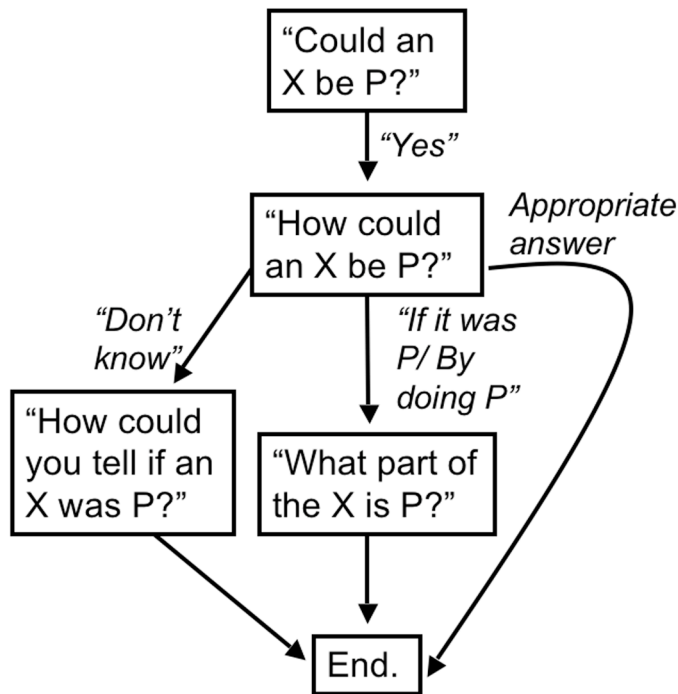 “Could an
X be P?”
“Yes”
“How could
an X be P?”
Appropriate
answer
“Don’t
know”
“If it was
P/ By
doing P”
“How could
you tell if an
X was P?”
“What part of
the X is P?”
End.